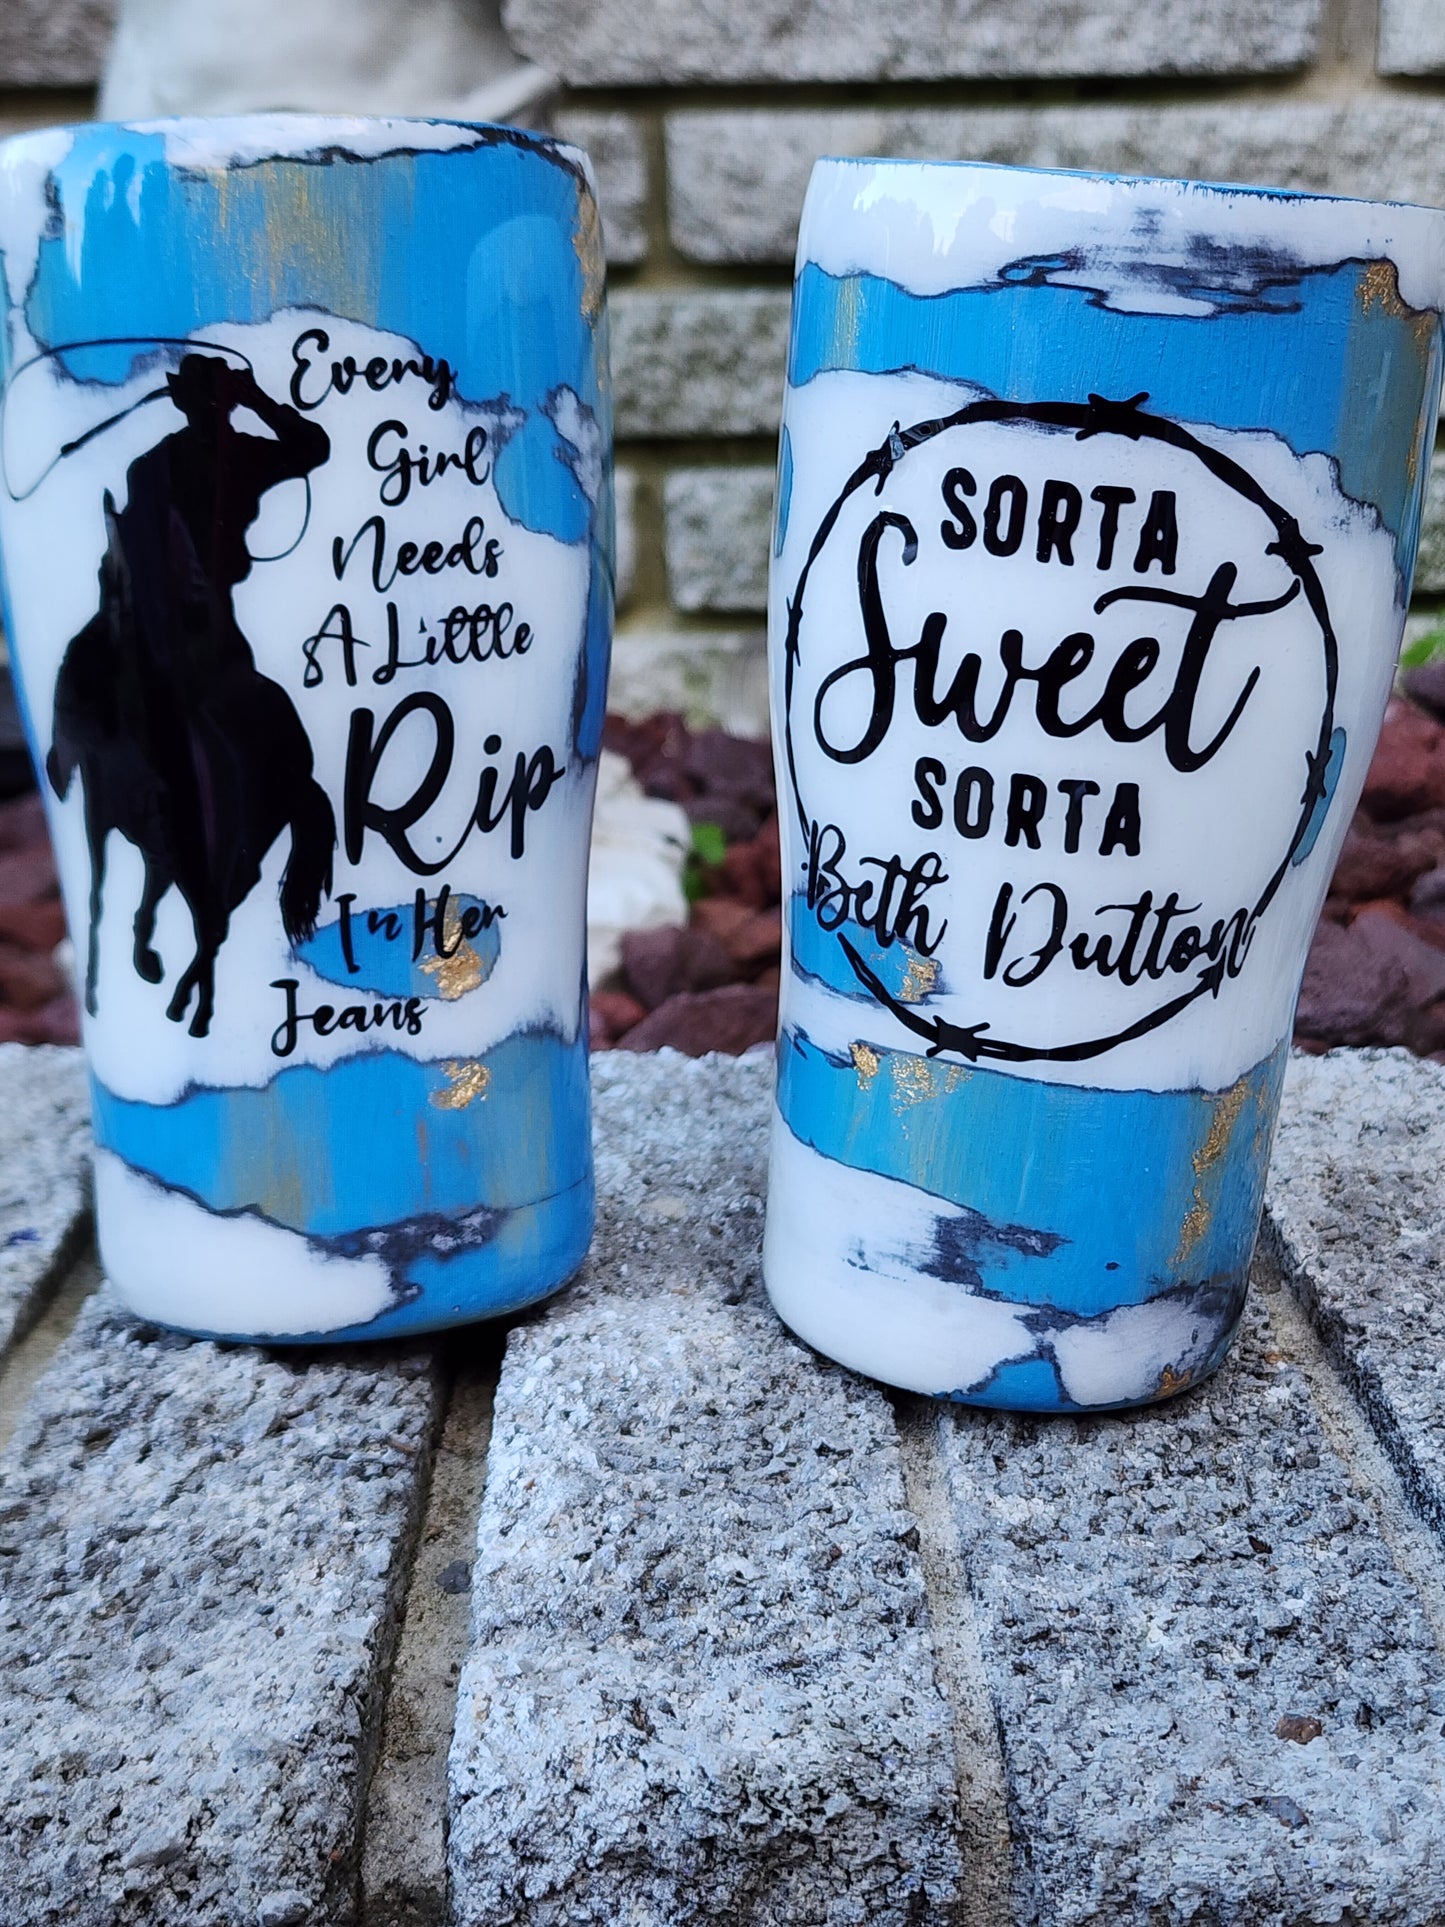 Every
Girl
Needs
A Little
Rip
In Her
Jeans
SORTA
Sweet
SORTA
Beth Dutton